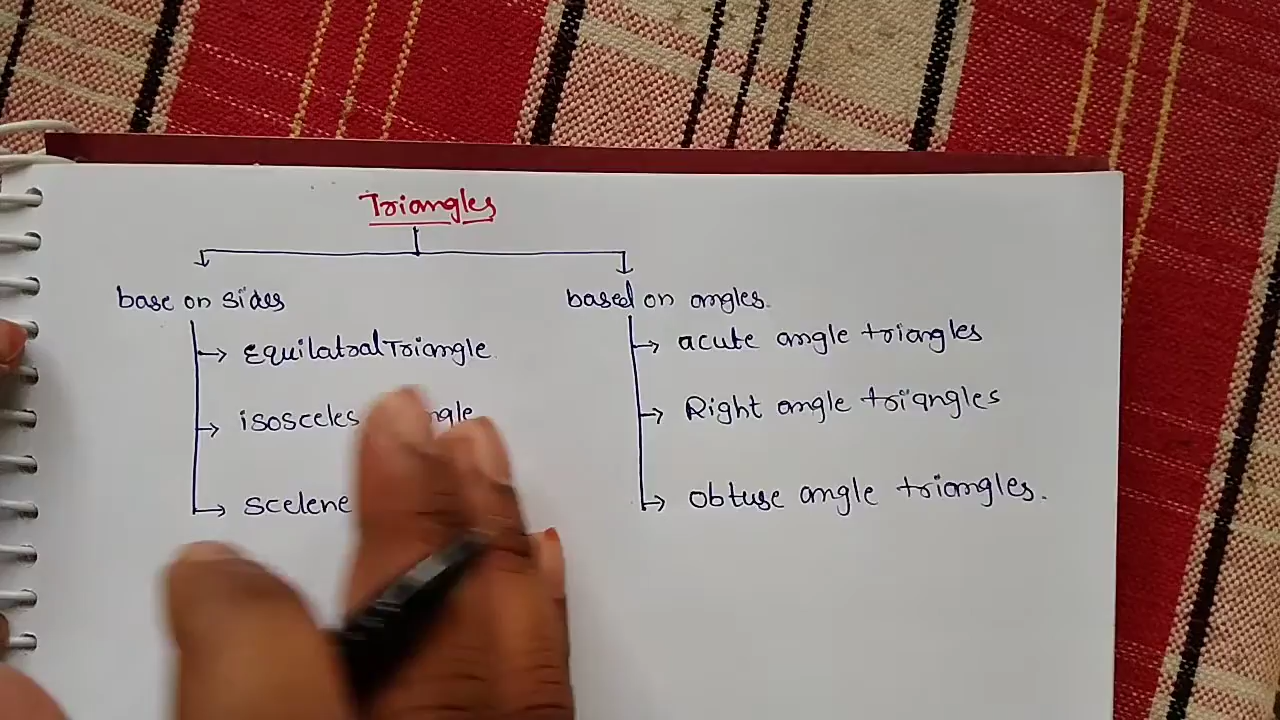 Triangles
base on sides
Equilatral Triangle.
isosceles
scelene
based on angles.
acute angle triangles
Right angle triangles
Obtuse angle triangles.